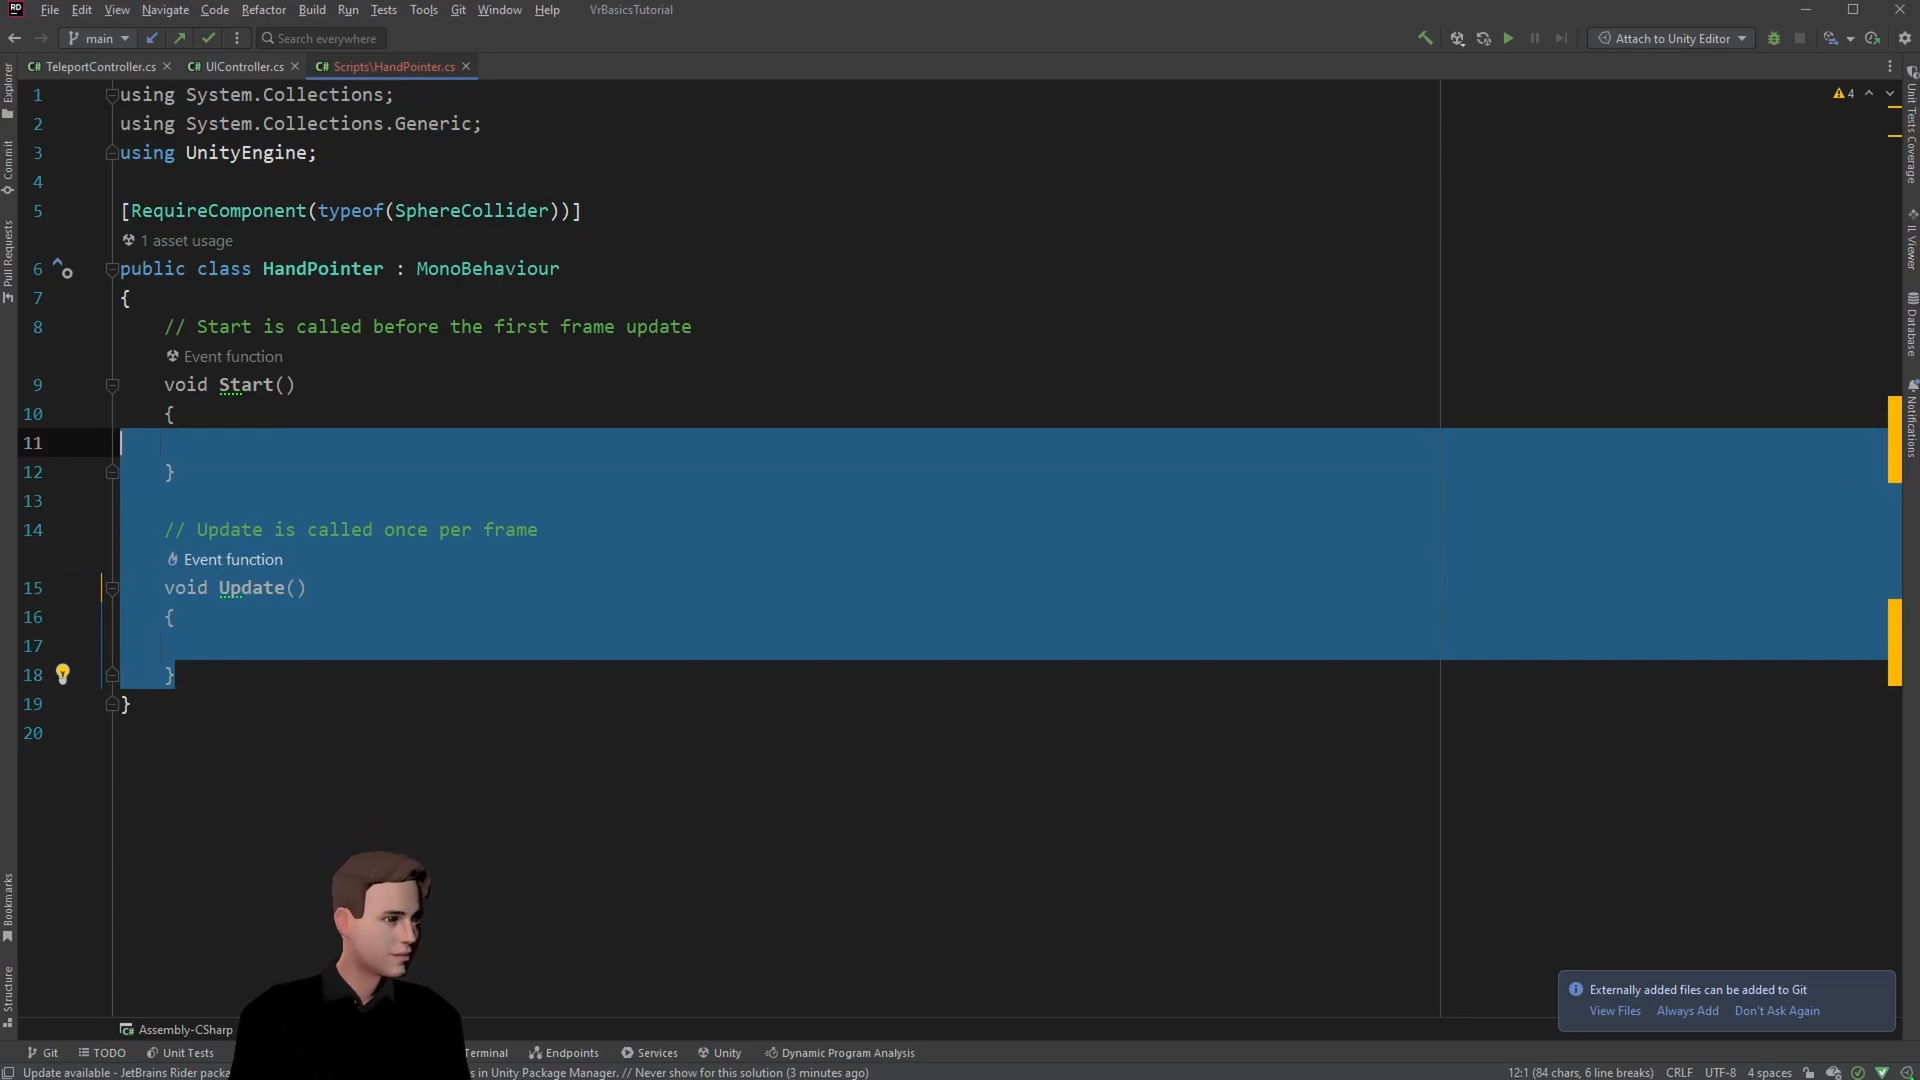 RD File Edit View Navigate Code Refactor Build Run Tests Tools Git Window Help VrBasicsTutorial
main Search everywhere Attach to Unity Editor
C# TeleportController.cs C# UIController.cs C# Scripts\HandPointer.cs
1 using System.Collections; 4
2 using System.Collections.Generic;
3 using UnityEngine;
4
5 [RequireComponent(typeof(SphereCollider))]
1 asset usage
6 public class HandPointer : MonoBehaviour
7 {
8 // Start is called before the first frame update
Event function
9 void Start()
10 {
11
12 }
13
14 // Update is called once per frame
Event function
15 void Update()
16 {
17
18 }
19 }
20
Explorer
Commit
Pull Requests
Bookmarks
Structure
Unit Tests Coverage
IL Viewer
Database
Notifications
Externally added files can be added to Git
View Files Always Add Don't Ask Again
C# Assembly-CSharp
Git TODO Unit Tests Terminal Endpoints Services Unity Dynamic Program Analysis
Update available - JetBrains Rider packa s in Unity Package Manager. // Never show for this solution (3 minutes ago) 12:1 (84 chars, 6 line breaks) CRLF UTF-8 4 spaces